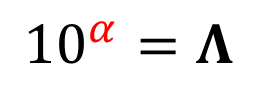 10^α = Λ